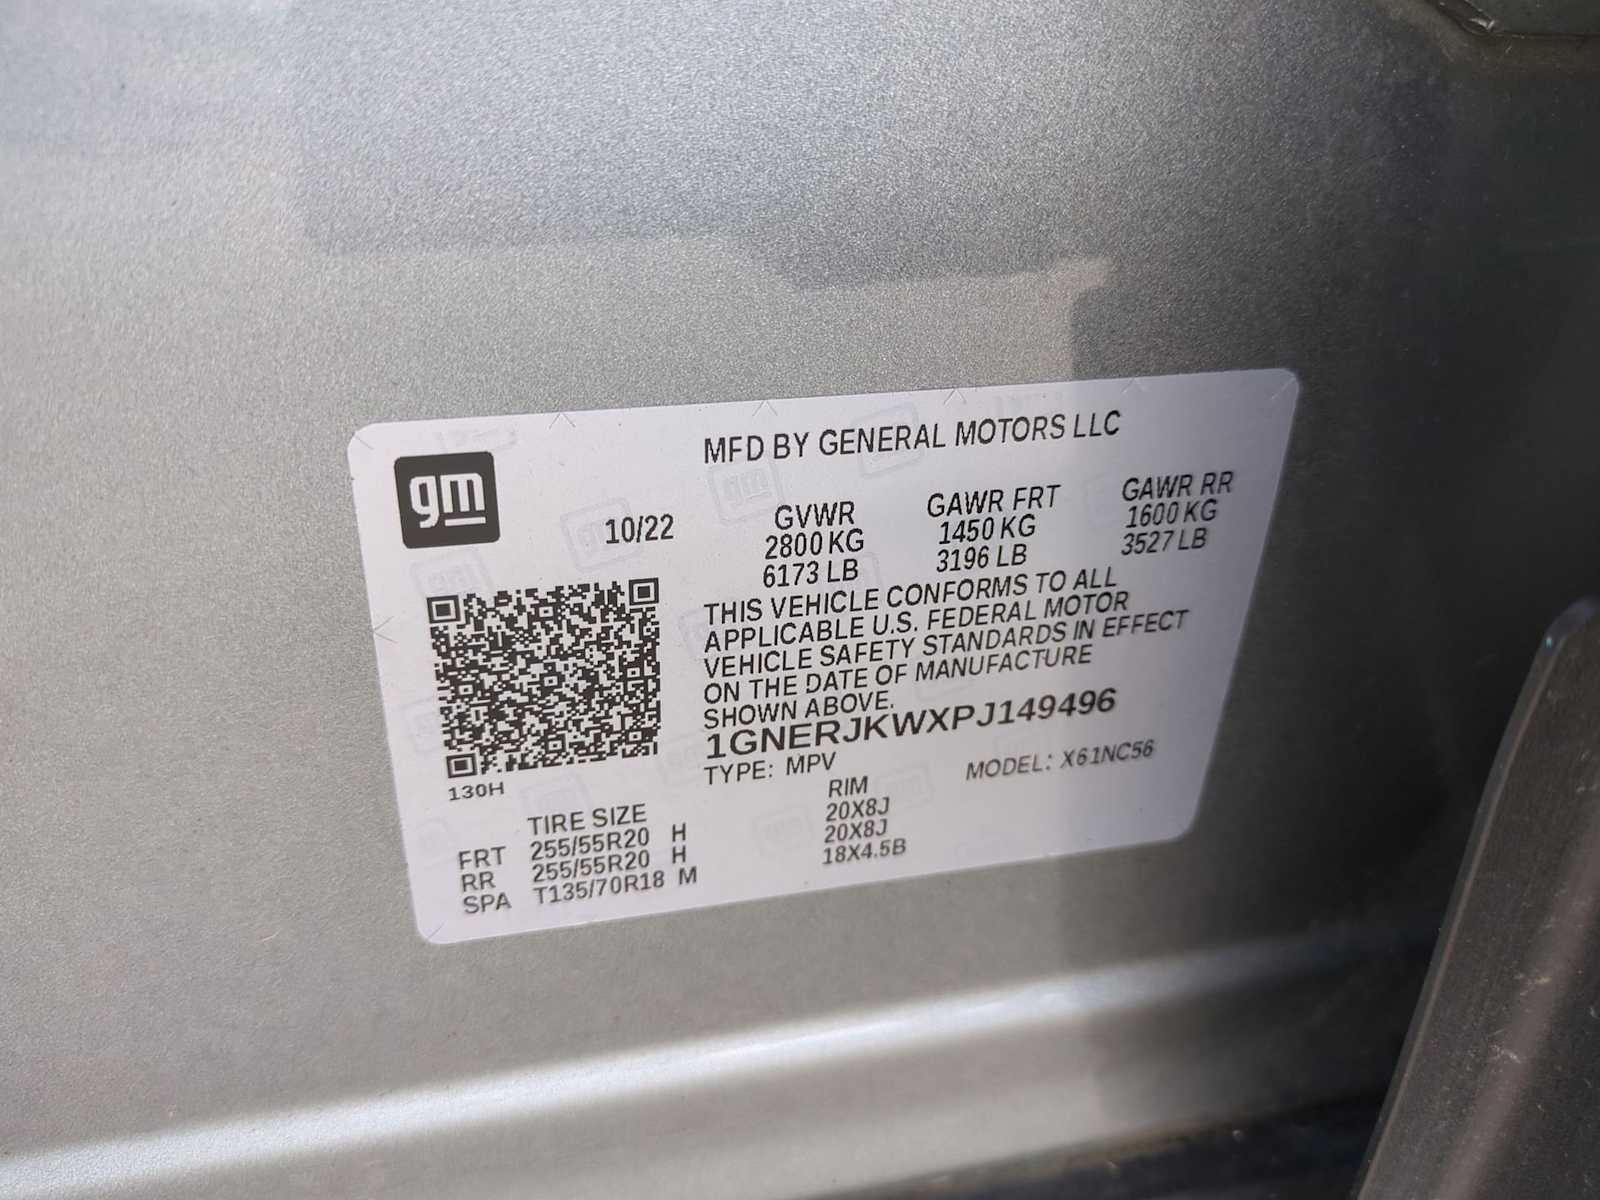 gm
MFD BY GENERAL MOTORS LLC
10/22
GVWR GAWR FRT GAWR RR
2800 KG 1450 KG 1600 KG
6173 LB 3196 LB 3527 LB
THIS VEHICLE CONFORMS TO ALL
APPLICABLE U.S. FEDERAL MOTOR
VEHICLE SAFETY STANDARDS IN EFFECT
ON THE DATE OF MANUFACTURE
SHOWN ABOVE.
1GNERJKWXPJ149496
TYPE: MPV MODEL: X61NC56
130H
TIRE SIZE RIM
FRT 255/55R20 H 20X8J
RR 255/55R20 H 20X8J
SPA T135/70R18 M 18X4.5B